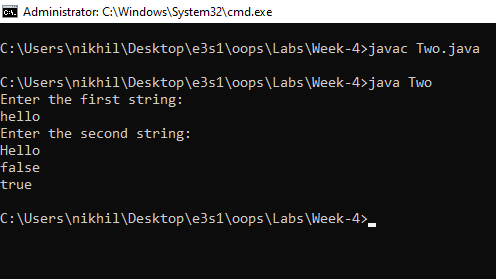 Administrator: C:\Windows\System32\cmd.exe
C:\Users\nikhil\Desktop\e3s1\oops\Labs\Week-4>javac Two.java
C:\Users\nikhil\Desktop\e3s1\oops\Labs\Week-4>java Two
Enter the first string:
hello
Enter the second string:
Hello
false
true
C:\Users\nikhil\Desktop\e3s1\oops\Labs\Week-4>